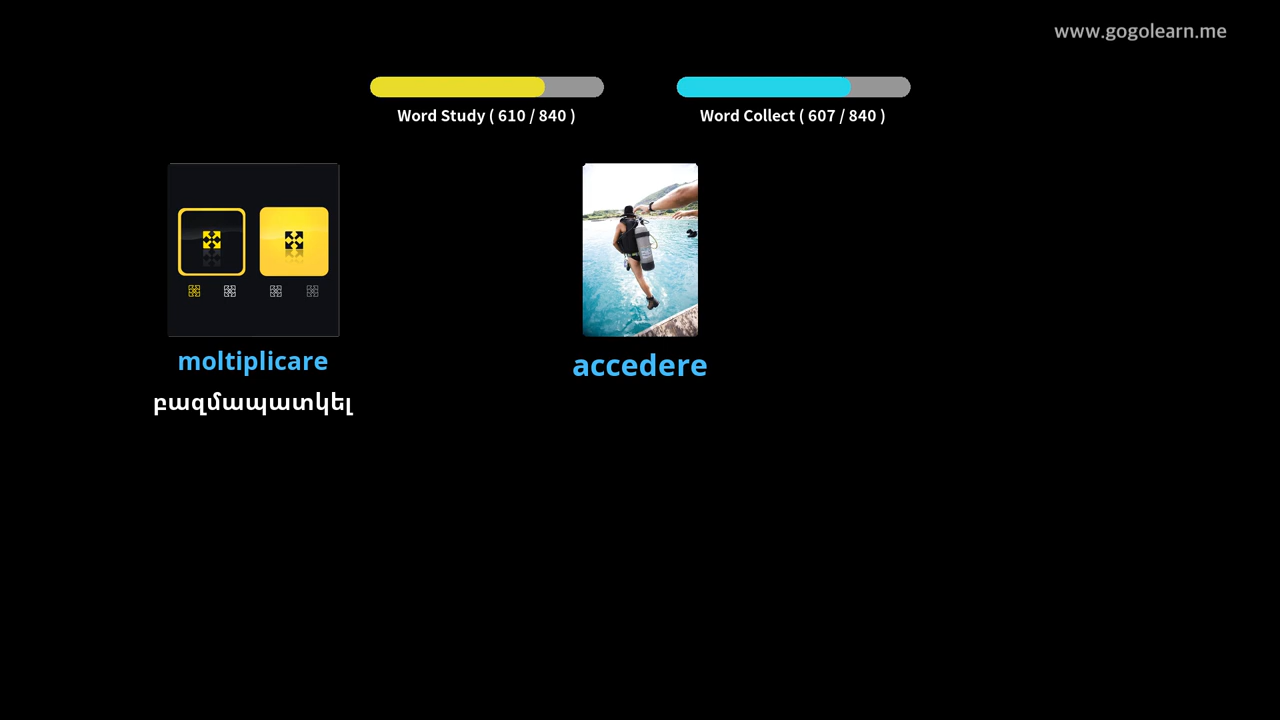 www.gogolearn.me
Word Study ( 610 / 840 )
Word Collect ( 607 / 840 )
moltiplicare
բազմապատկել
accedere